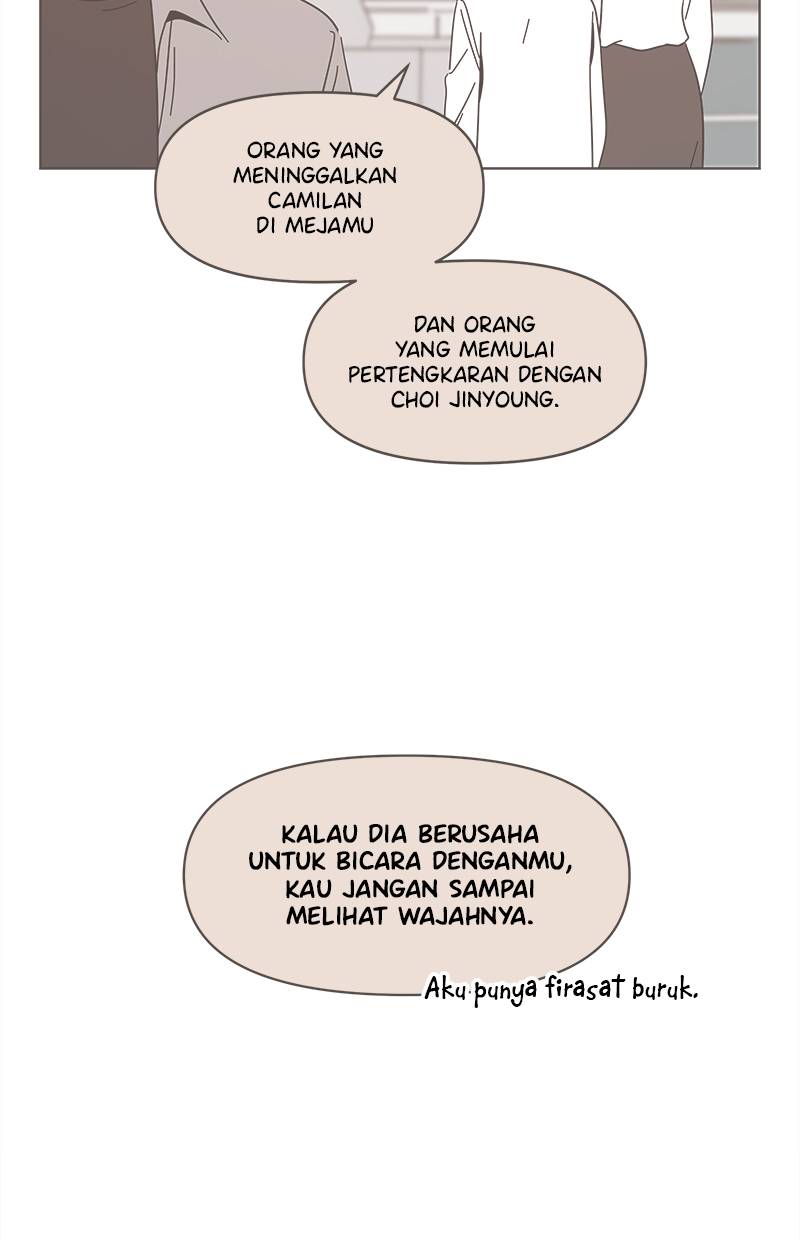 ORANG YANG
MENINGGALKAN
CAMILAN
DI MEJAMU
DAN ORANG
YANG MEMULAI
PERTENGKARAN DENGAN
CHOI JINYOUNG.
KALAU DIA BERUSAHA
UNTUK BICARA DENGANMU,
KAU JANGAN SAMPAI
MELIHAT WAJAHNYA.
Aku punya firasat buruk.